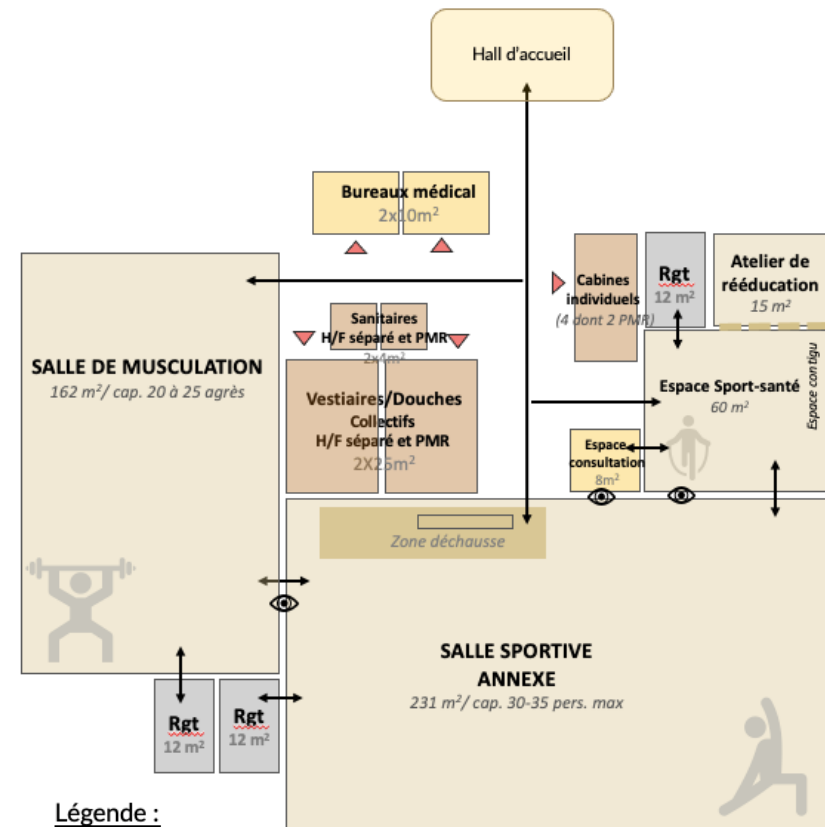 Hall d'accueil
Bureaux médical
2x10m²
Cabines
individuels
(4 dont 2 PMR)
Rgt
12 m²
Atelier de
rééducation
15 m²
Sanitaires
H/F séparé et PMR
2x4m²
SALLE DE MUSCULATION
162 m²/ cap. 20 à 25 agrès
Vestiaires/Douches
Collectifs
H/F séparé et PMR
2X25m²
Espace Sport-santé
60 m²
Espace contigu
Espace
consultation
8m²
Zone déchausse
SALLE SPORTIVE
ANNEXE
231 m²/ cap. 30-35 pers. max
Rgt
12 m²
Rgt
12 m²
Légende :